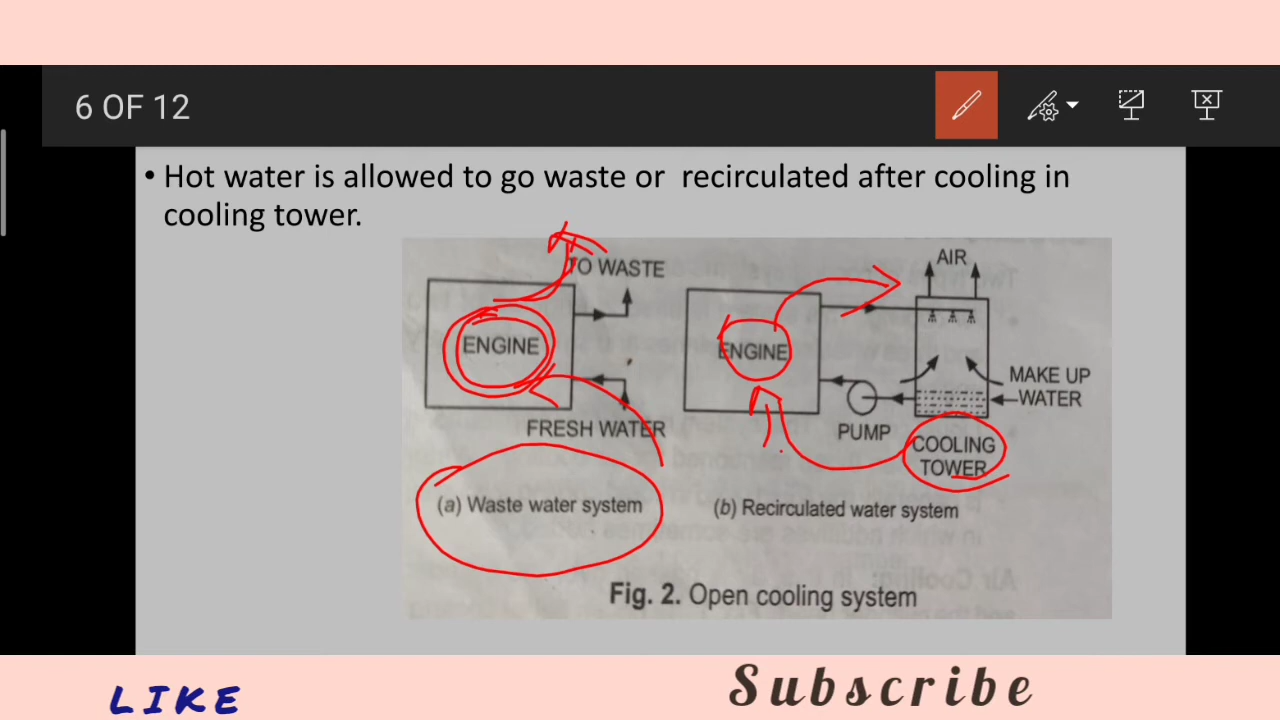 6 OF 12
• Hot water is allowed to go waste or recirculated after cooling in
cooling tower.
TO WASTE
ENGINE
FRESH WATER
(a) Waste water system
AIR
ENGINE
MAKE UP
WATER
PUMP
COOLING
TOWER
(b) Recirculated water system
Fig. 2. Open cooling system
LIKE
Subscribe